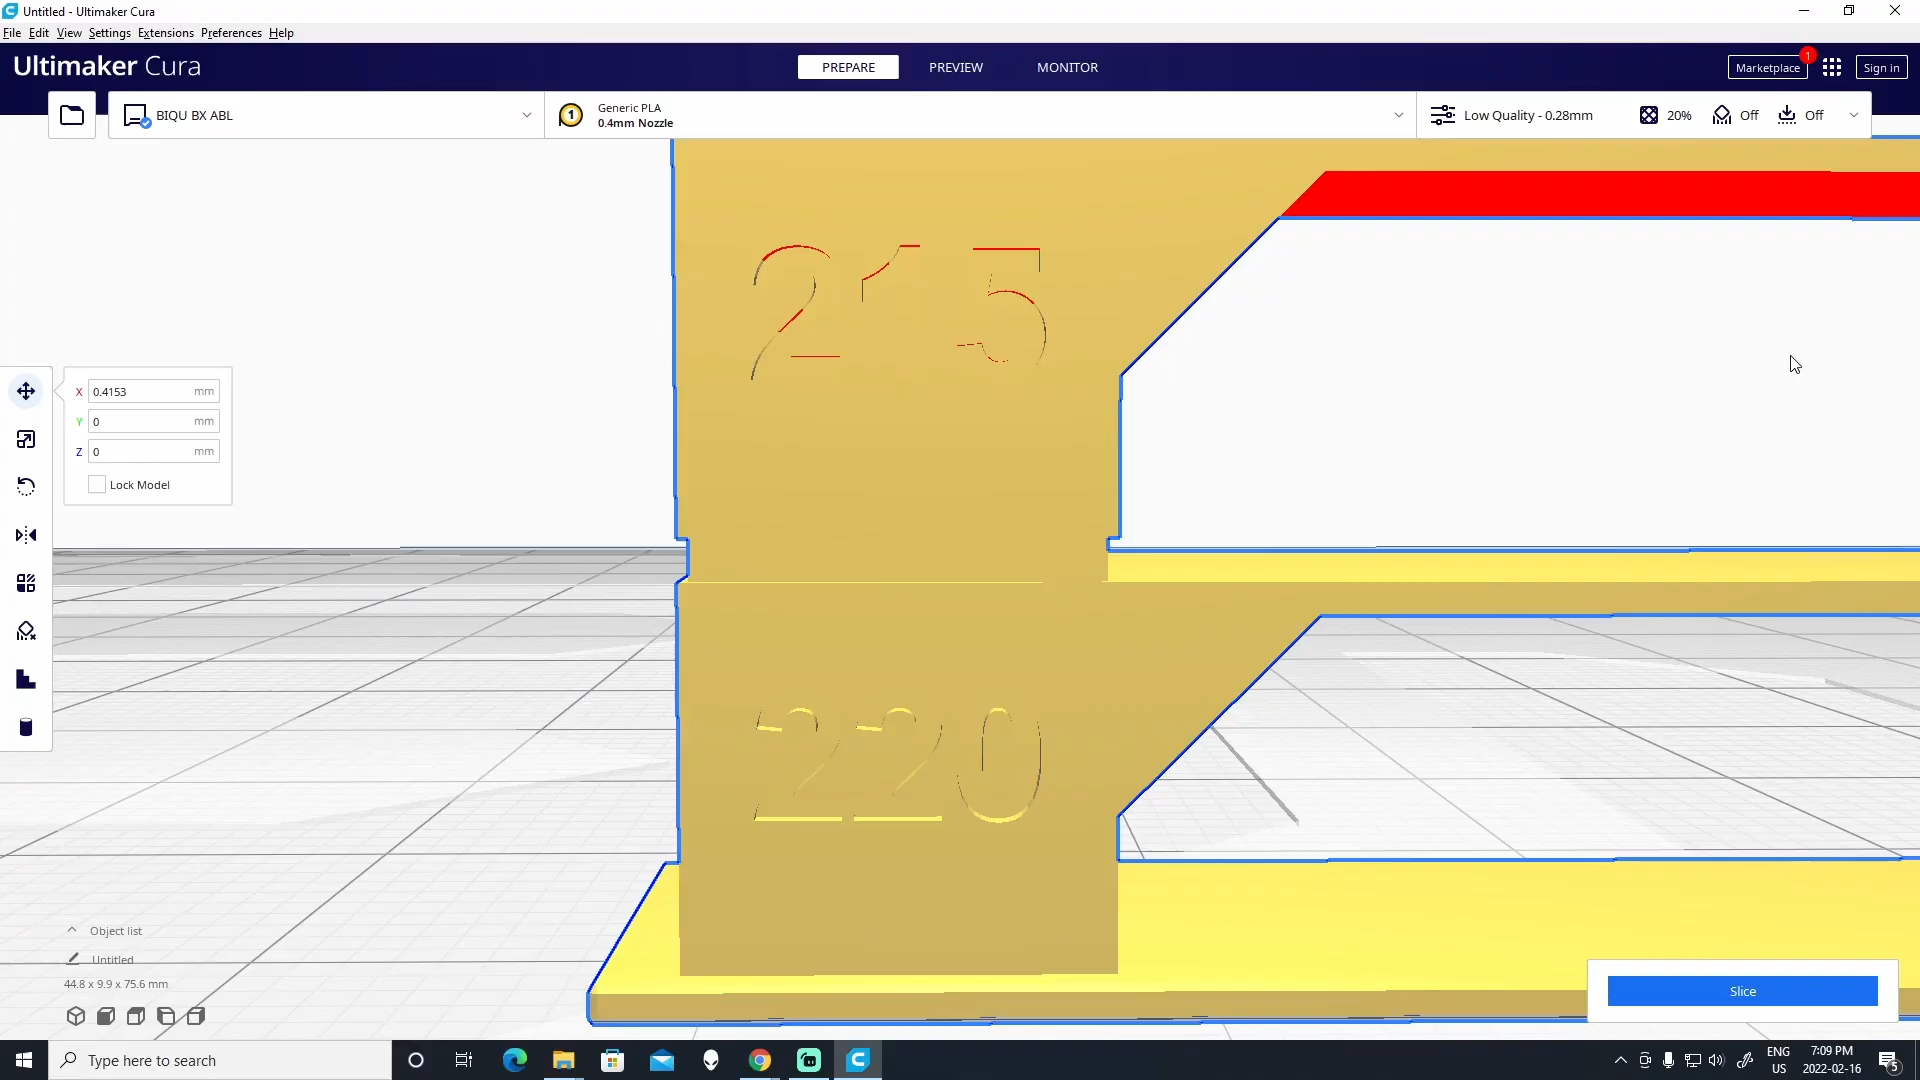 Untitled - Ultimaker Cura
File Edit View Settings Extensions Preferences Help
Ultimaker Cura
PREPARE
PREVIEW
MONITOR
Marketplace
1
Sign in
BIQU BX ABL
1
Generic PLA
0.4mm Nozzle
Low Quality - 0.28mm
20%
Off
Off
215
X 0.4153 mm
Y 0 mm
Z 0 mm
Lock Model
220
Object list
Untitled
44.8 x 9.9 x 75.6 mm
Slice
Type here to search
ENG
US
7:09 PM
2022-02-16
5